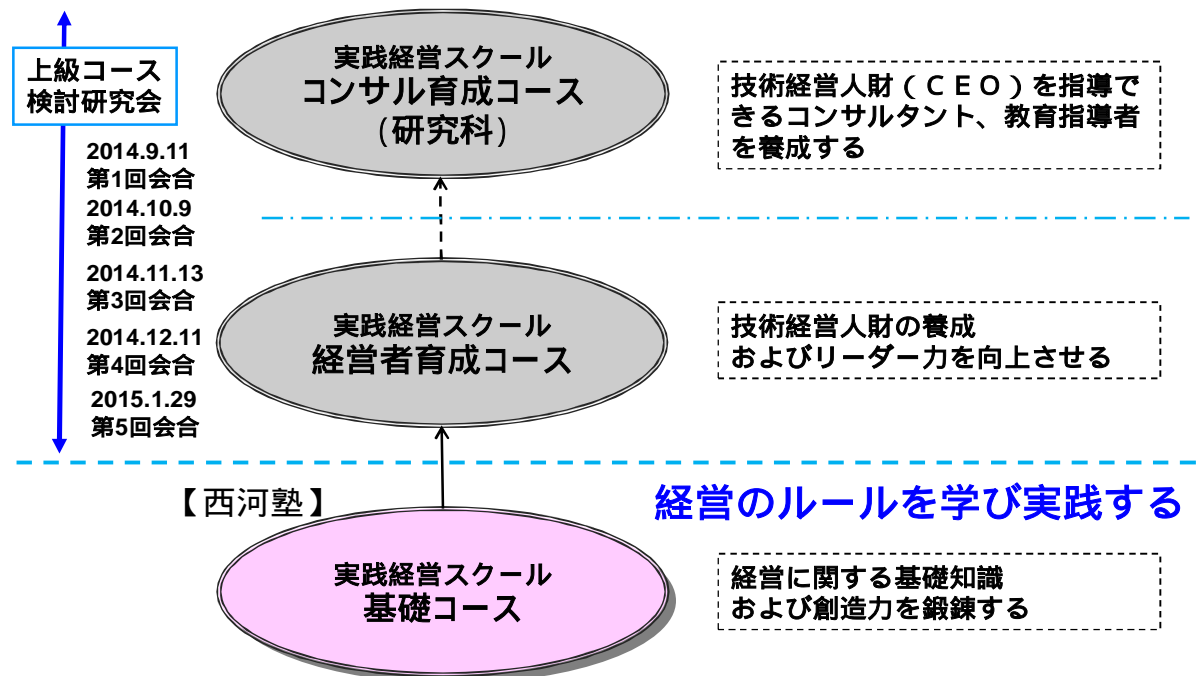 上級コース
検討研究会
2014.9.11
第1回会合
2014.10.9
第2回会合
2014.11.13
第3回会合
2014.12.11
第4回会合
2015.1.29
第5回会合
実践経営スクール
コンサル育成コース
(研究科)
技術経営人財(CEO)を指導で
きるコンサルタント、教育指導者
を養成する
実践経営スクール
経営者育成コース
技術経営人財の養成
およびリーダー力を向上させる
【西河塾】
経営のルールを学び実践する
実践経営スクール
基礎コース
経営に関する基礎知識
および創造力を鍛錬する